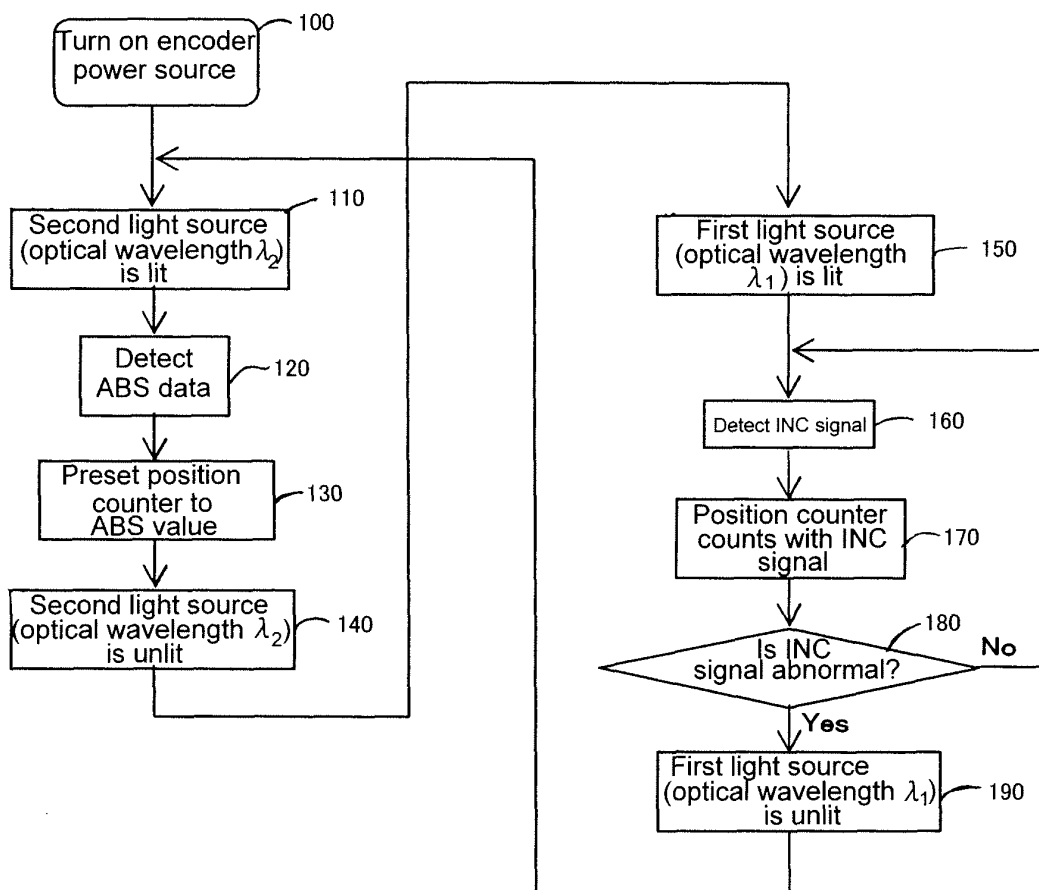 Turn on encoder
power source
100
Second light source
(optical wavelength λ2)
is lit
110
Detect
ABS data
120
Preset position
counter to
ABS value
130
Second light source
(optical wavelength λ2)
is unlit
140
First light source
(optical wavelength
λ1) is lit
150
Detect INC signal
160
Position counter
counts with INC
signal
170
Is INC
signal abnormal?
180
No
Yes
First light source
(optical wavelength λ1)
is unlit
190